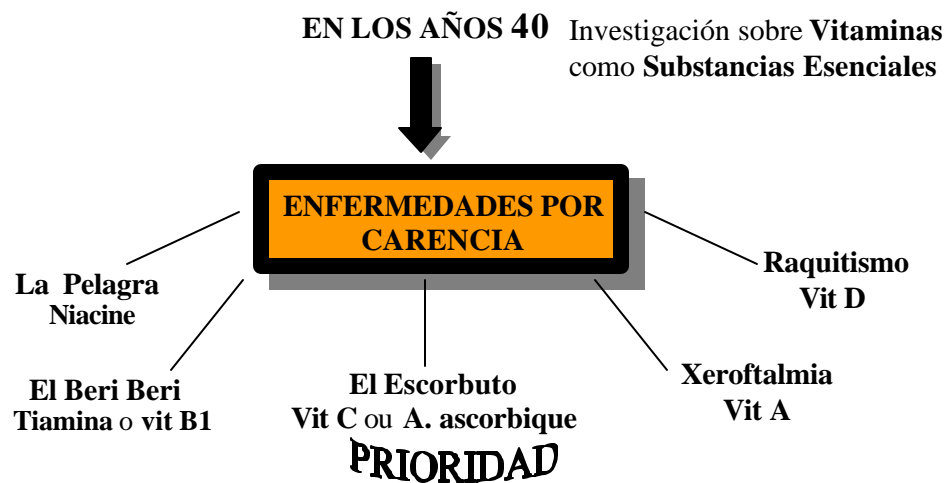 EN LOS AÑOS 40 Investigación sobre Vitaminas
como Substancias Esenciales
ENFERMEDADES POR
CARENCIA
La Pelagra
Niacine
El Beri Beri
Tiamina o vit B1
El Escorbuto
Vit C ou A. ascorbique
PRIORIDAD
Xeroftalmia
Vit A
Raquitismo
Vit D